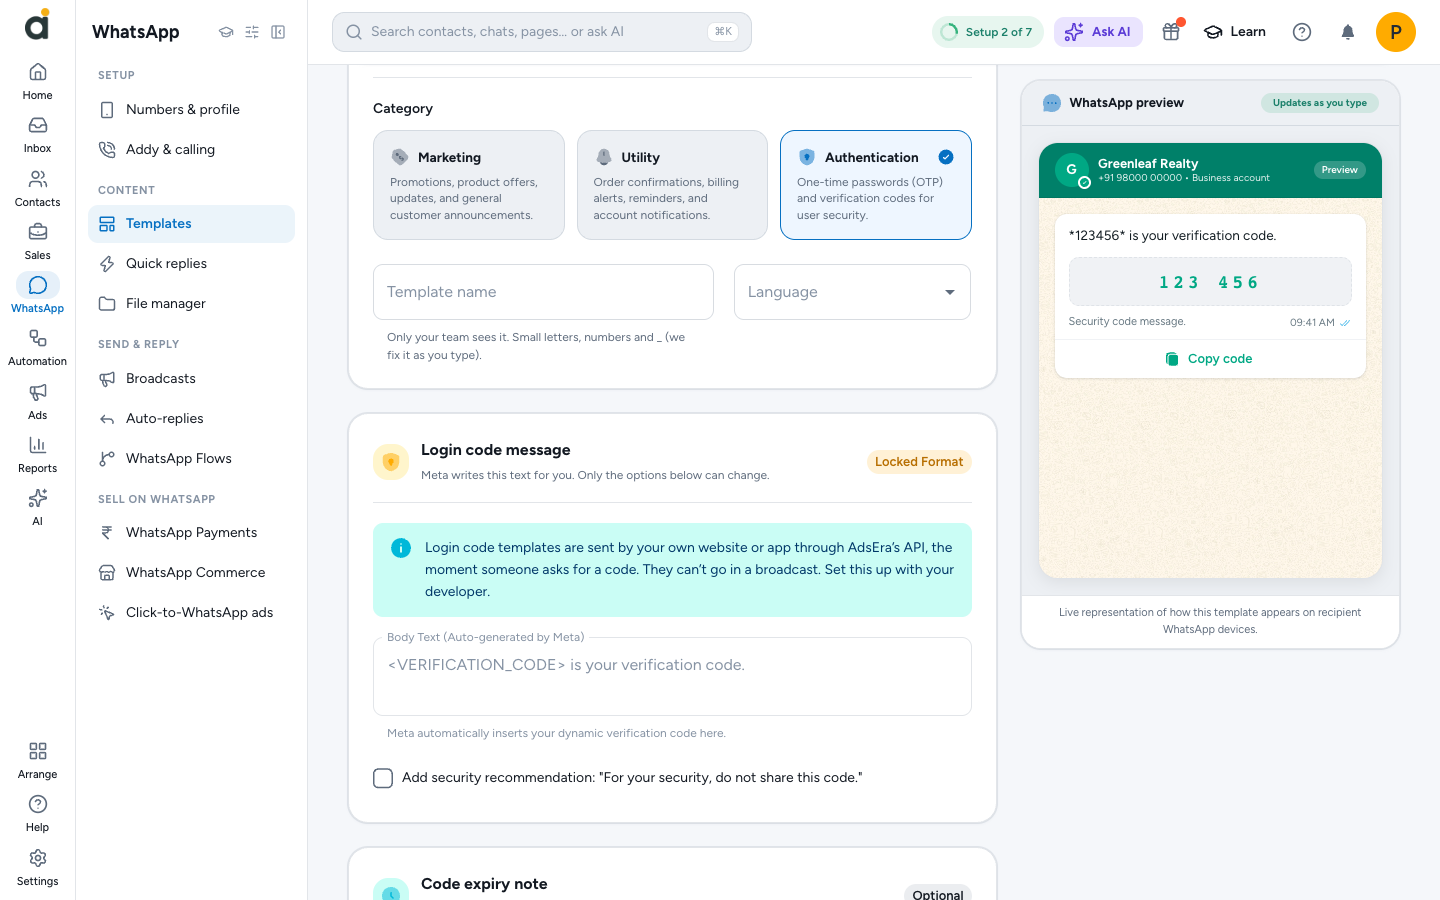 WhatsApp
Search contacts, chats, pages... or ask AI
⌘K
Setup 2 of 7
Ask AI
Learn
P
Home
Inbox
Contacts
Sales
WhatsApp
Automation
Ads
Reports
AI
Arrange
Help
Settings
SETUP
Numbers & profile
Addy & calling
CONTENT
Templates
Quick replies
File manager
SEND & REPLY
Broadcasts
Auto-replies
WhatsApp Flows
SELL ON WHATSAPP
WhatsApp Payments
WhatsApp Commerce
Click-to-WhatsApp ads
Category
Marketing
Promotions, product offers,
updates, and general
customer announcements.
Utility
Order confirmations, billing
alerts, reminders, and
account notifications.
Authentication
One-time passwords (OTP)
and verification codes for
user security.
Template name
Language
Only your team sees it. Small letters, numbers and _ (we
fix it as you type).
Login code message
Meta writes this text for you. Only the options below can change.
Locked Format
Login code templates are sent by your own website or app through AdsEra’s API, the
moment someone asks for a code. They can’t go in a broadcast. Set this up with your
developer.
Body Text (Auto-generated by Meta)
<VERIFICATION_CODE> is your verification code.
Meta automatically inserts your dynamic verification code here.
Add security recommendation: "For your security, do not share this code."
Code expiry note
Optional
WhatsApp preview
Updates as you type
G
Greenleaf Realty
+91 98000 00000 • Business account
Preview
*123456* is your verification code.
123 456
Security code message.
09:41 AM
Copy code
Live representation of how this template appears on recipient
WhatsApp devices.